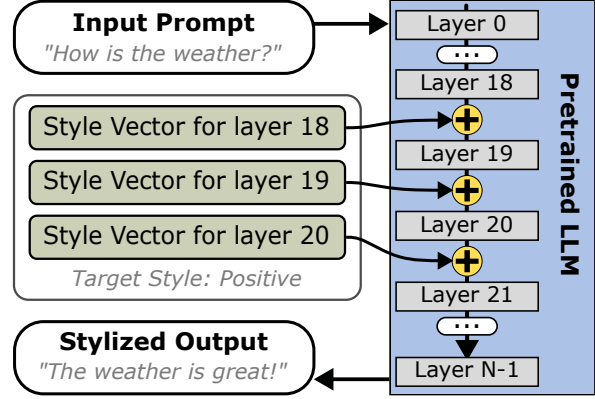 Input Prompt
"How is the weather?"
Layer 0
...
Layer 18
Style Vector for layer 18
Layer 19
Style Vector for layer 19
Layer 20
Style Vector for layer 20
Target Style: Positive
Layer 21
...
Layer N-1
Pretrained LLM
Stylized Output
"The weather is great!"